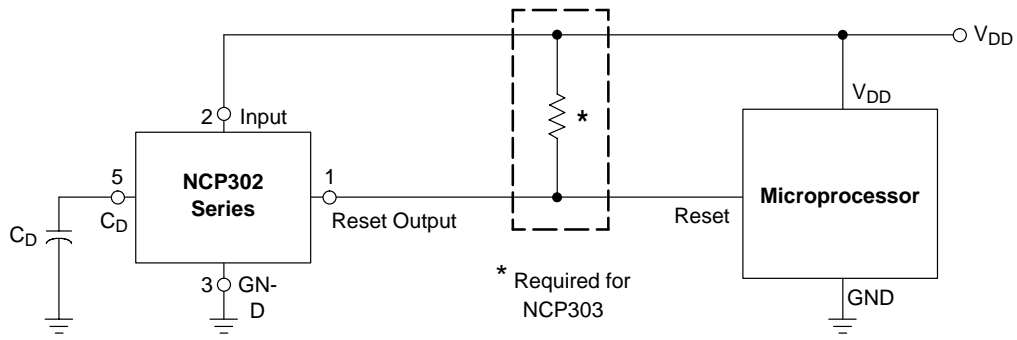 V_DD
V_DD
2 Input
*
5
NCP302
Series
1
Microprocessor
C_D
Reset Output
Reset
C_D
3 GN-
D
* Required for
NCP303
GND